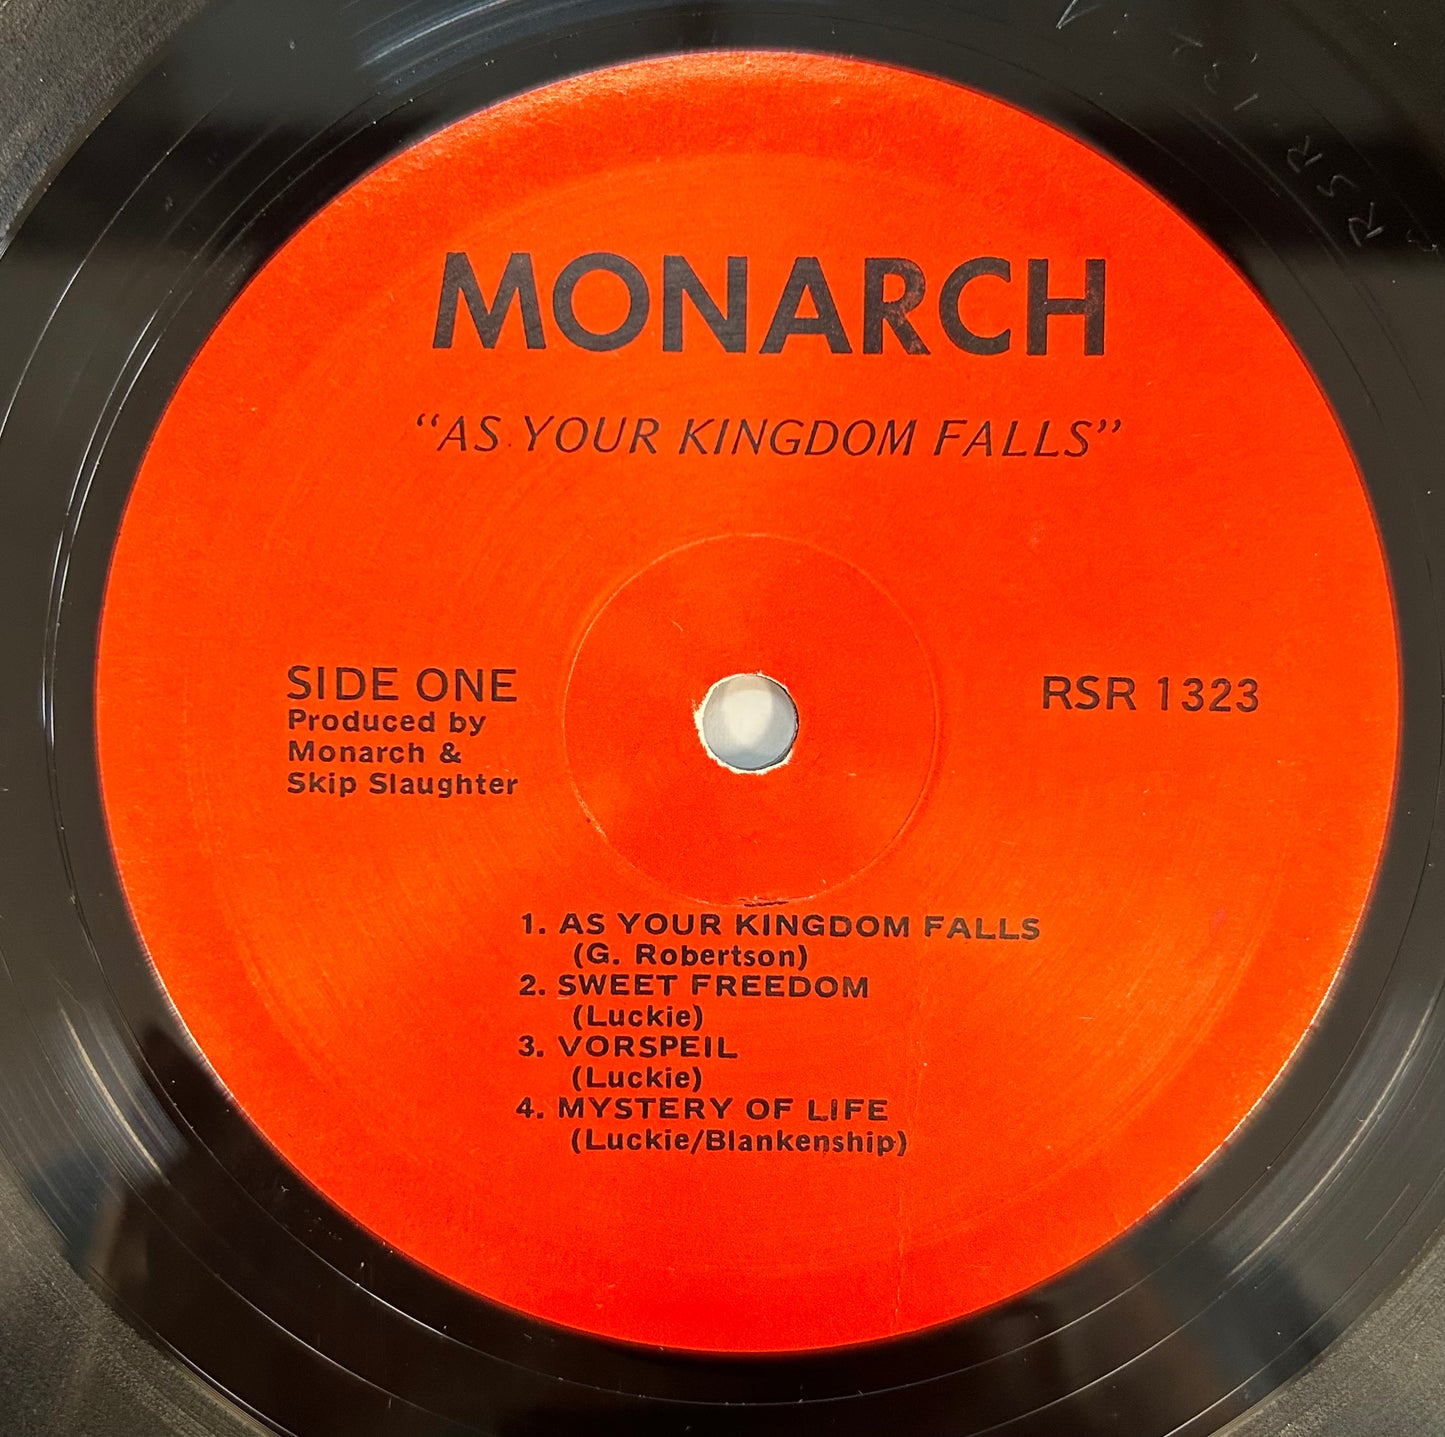 MONARCH
“AS YOUR KINGDOM FALLS”
SIDE ONE
Produced by
Monarch &
Skip Slaughter
RSR 1323
1. AS YOUR KINGDOM FALLS
(G. Robertson)
2. SWEET FREEDOM
(Luckie)
3. VORSPEIL
(Luckie)
4. MYSTERY OF LIFE
(Luckie/Blankenship)
RSR